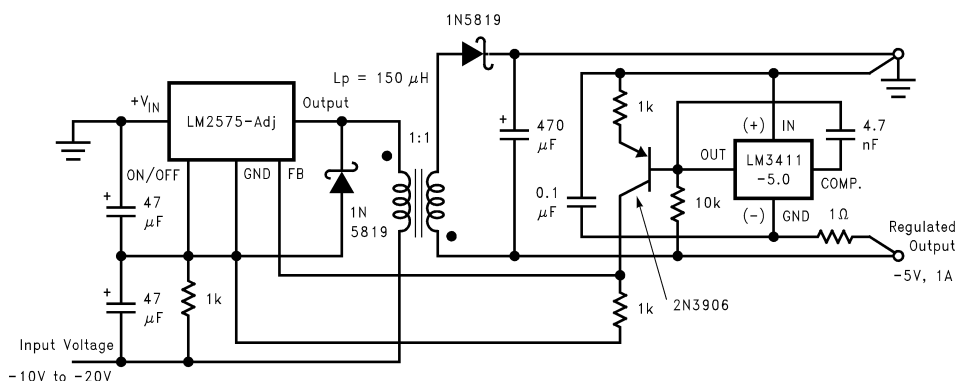 1N5819
Lp = 150 μH
+VIN
LM2575-Adj
Output
1:1
ON/OFF
GND
FB
+
47
μF
1N
5819
+
470
μF
1k
0.1
μF
OUT
10k
(+)
IN
LM3411
-5.0
COMP.
4.7
nF
(-)
GND
1Ω
Regulated
Output
-5V, 1A
+
47
μF
1k
1k
2N3906
Input Voltage
-10V to -20V